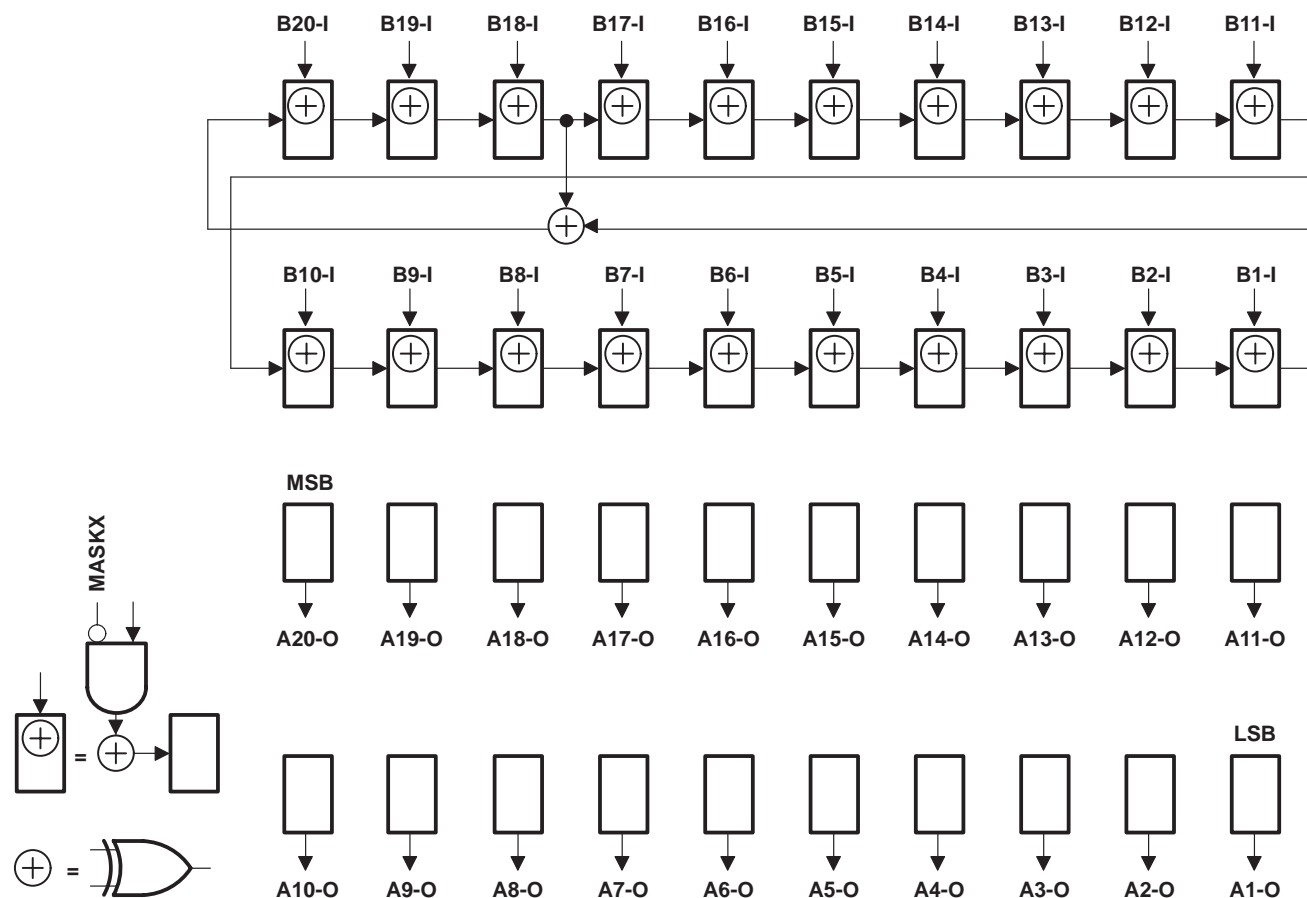 B20-I B19-I B18-I B17-I B16-I B15-I B14-I B13-I B12-I B11-I
B10-I B9-I B8-I B7-I B6-I B5-I B4-I B3-I B2-I B1-I
MSB
MASKX
A20-O A19-O A18-O A17-O A16-O A15-O A14-O A13-O A12-O A11-O
LSB
=
=
A10-O A9-O A8-O A7-O A6-O A5-O A4-O A3-O A2-O A1-O